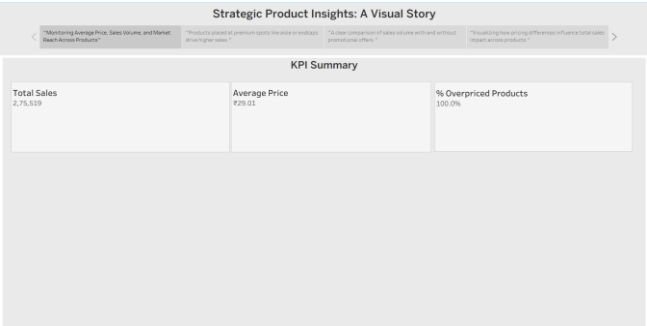 Strategic Product Insights: A Visual Story
"Monitoring Average Price, Sales Volume, and Market
Reach Across Products"
"Products placed at premium spots like aisle or endcaps
drive higher sales."
"A clear comparison of sales volume with and without
promotional offers."
"Visualizing how pricing differences influence total sales
impact across products."
KPI Summary
Total Sales
2,75,519
Average Price
₹29.01
% Overpriced Products
100.0%